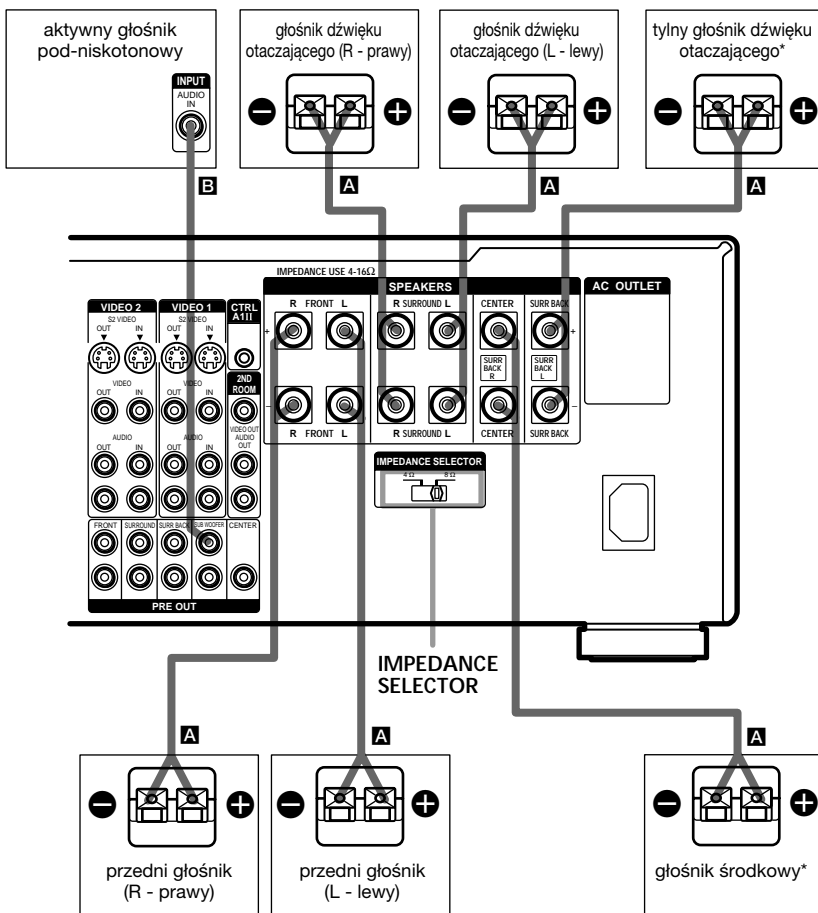 aktywny głośnik
pod-niskotonowy
INPUT
AUDIO
IN
głośnik dźwięku
otaczającego (R - prawy)
głośnik dźwięku
otaczającego (L - lewy)
tylny głośnik dźwięku
otaczającego*
B
A
A
A
IMPEDANCE USE 4-16Ω
SPEAKERS
AC OUTLET
R FRONT L
R SURROUND L
CENTER
SURR BACK
+
+
SURR
BACK
R
SURR
BACK
L
–
–
R FRONT L
R SURROUND L
CENTER
SURR BACK
VIDEO 2
VIDEO 1
CTRL
A1II
S2 VIDEO
OUT IN
S2 VIDEO
OUT IN
2ND
ROOM
VIDEO
OUT IN
VIDEO
OUT IN
VIDEO OUT
AUDIO
OUT
AUDIO
OUT IN
AUDIO
OUT IN
IMPEDANCE SELECTOR
4 Ω 8 Ω
FRONT
SURROUND
SURR BACK
SUB WOOFER
CENTER
PRE OUT
IMPEDANCE
SELECTOR
A
A
A
przedni głośnik
(R - prawy)
przedni głośnik
(L - lewy)
głośnik środkowy*